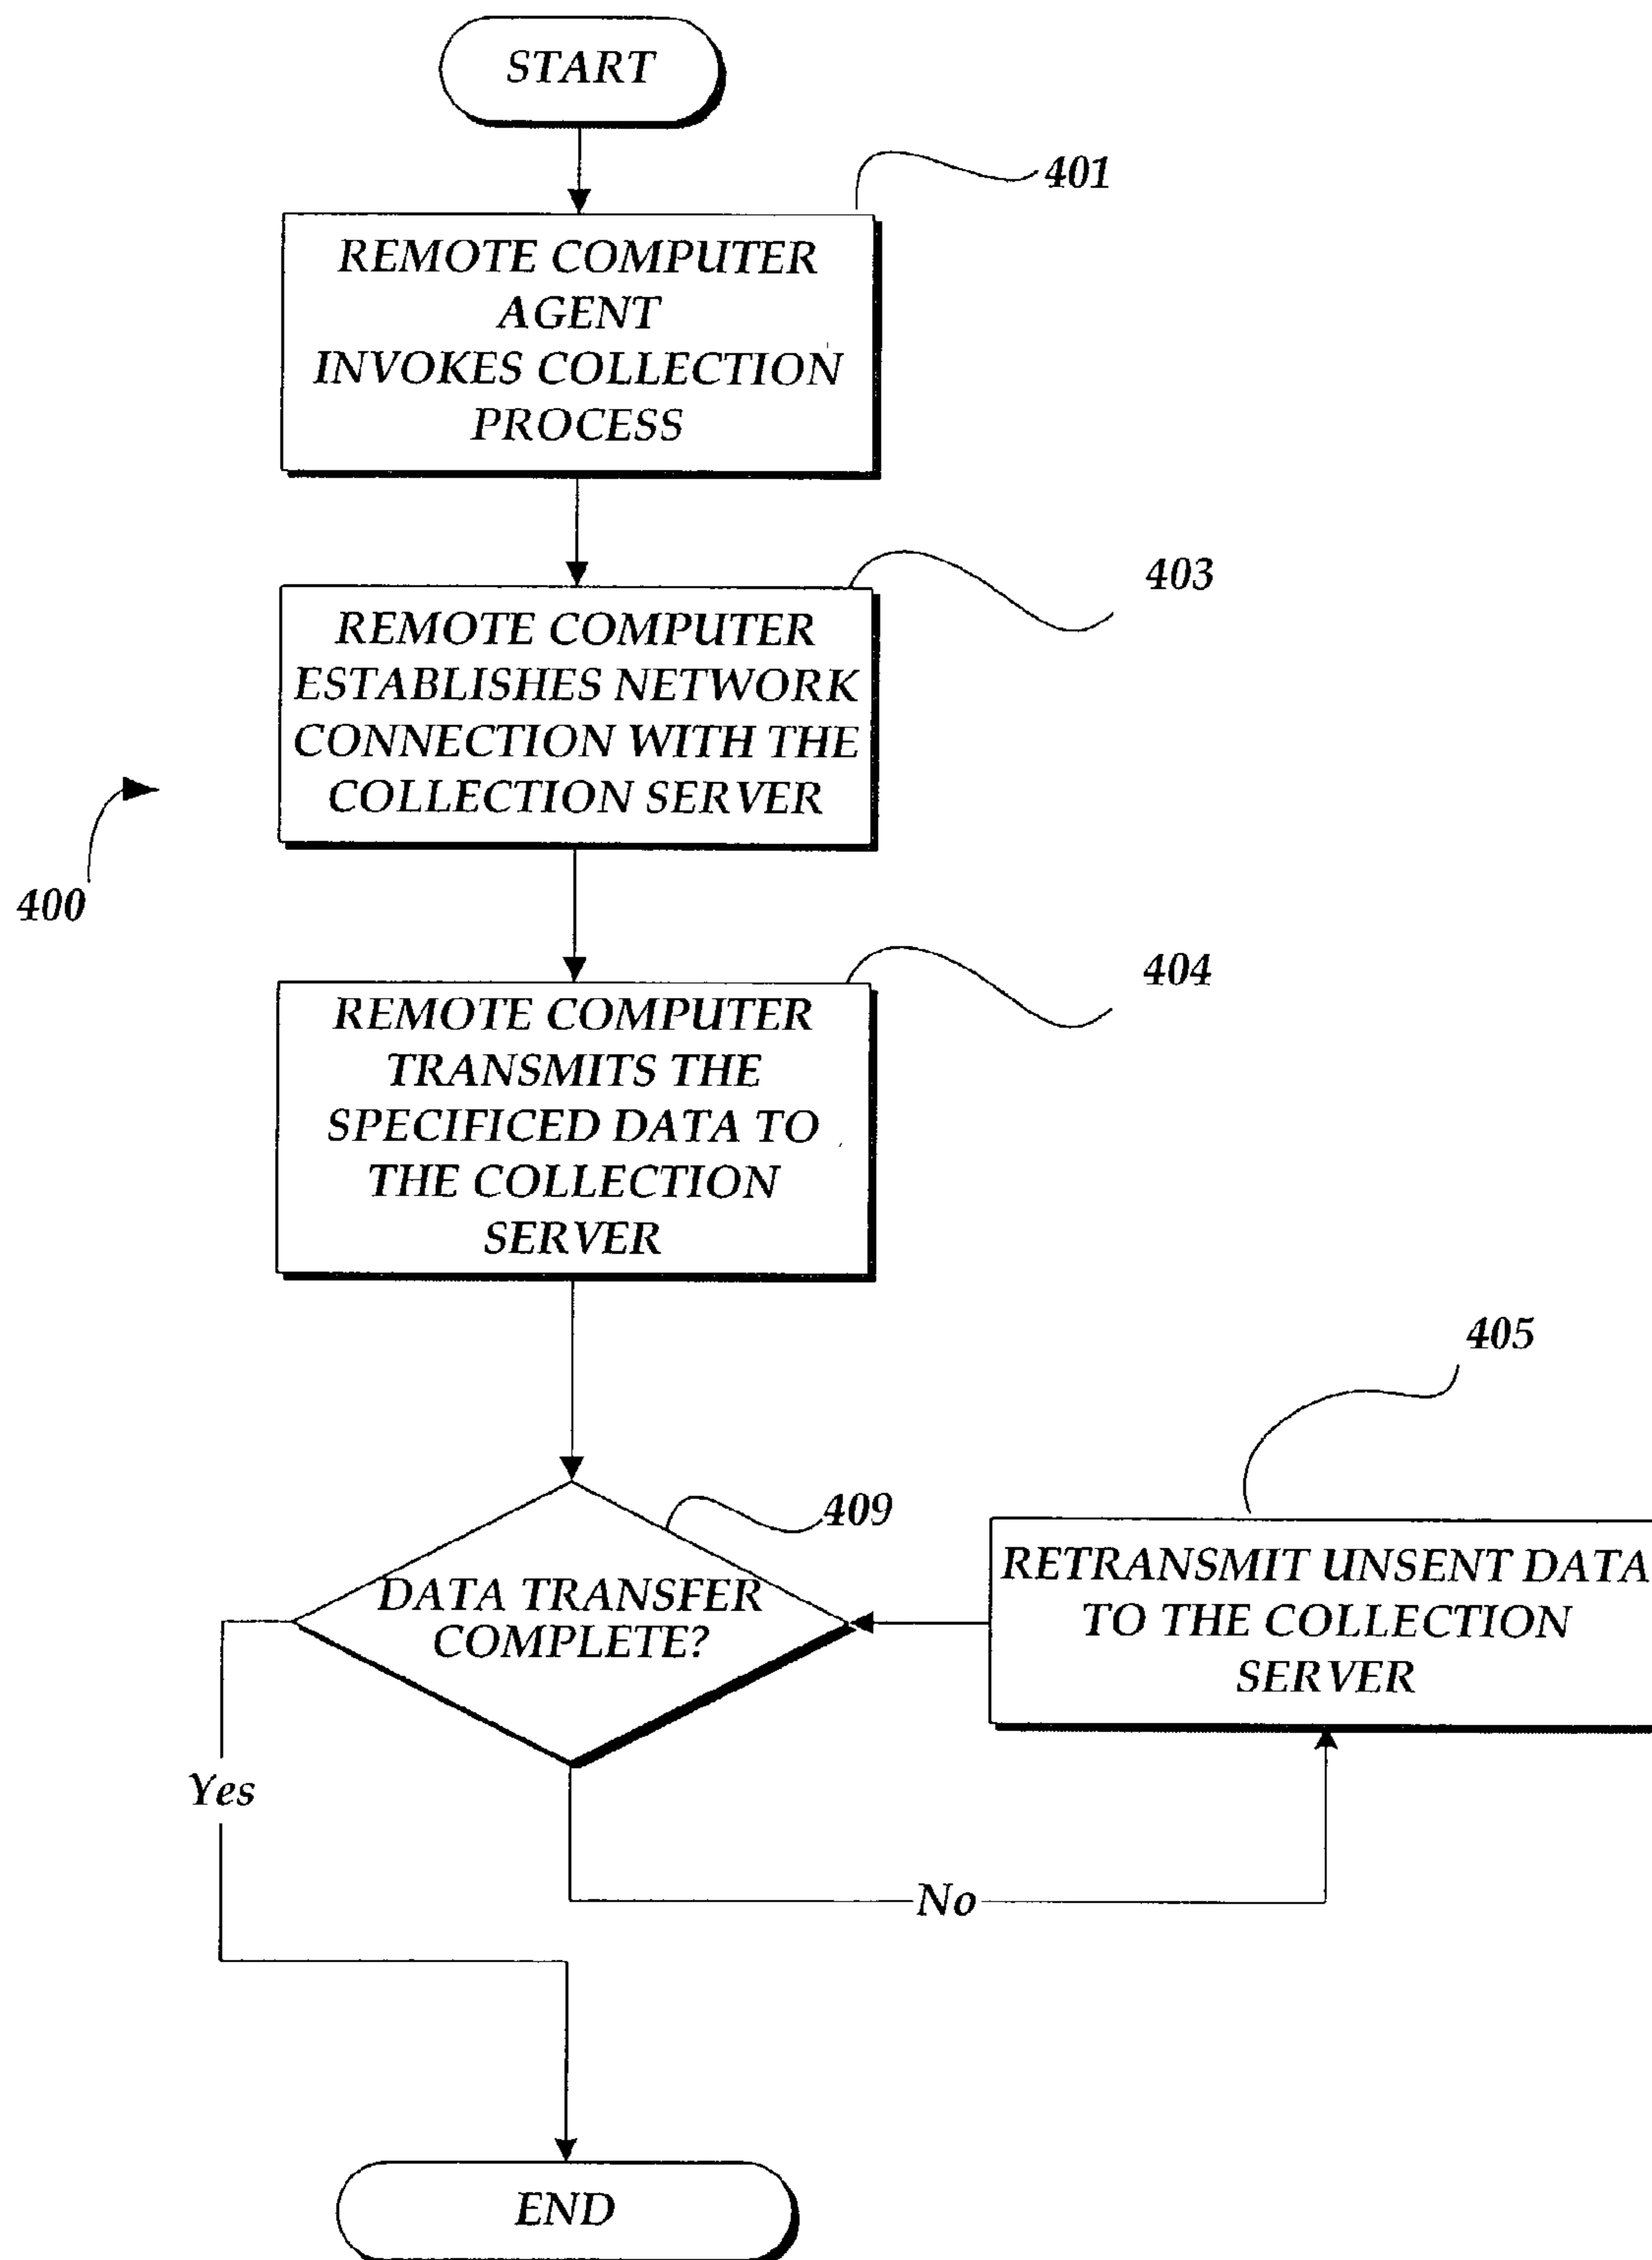 START
401
REMOTE COMPUTER
AGENT
INVOKES COLLECTION
PROCESS
403
REMOTE COMPUTER
ESTABLISHES NETWORK
CONNECTION WITH THE
COLLECTION SERVER
400
404
REMOTE COMPUTER
TRANSMITS THE
SPECIFICED DATA TO
THE COLLECTION
SERVER
405
409
DATA TRANSFER
COMPLETE?
RETRANSMIT UNSENT DATA
TO THE COLLECTION
SERVER
Yes
No
END